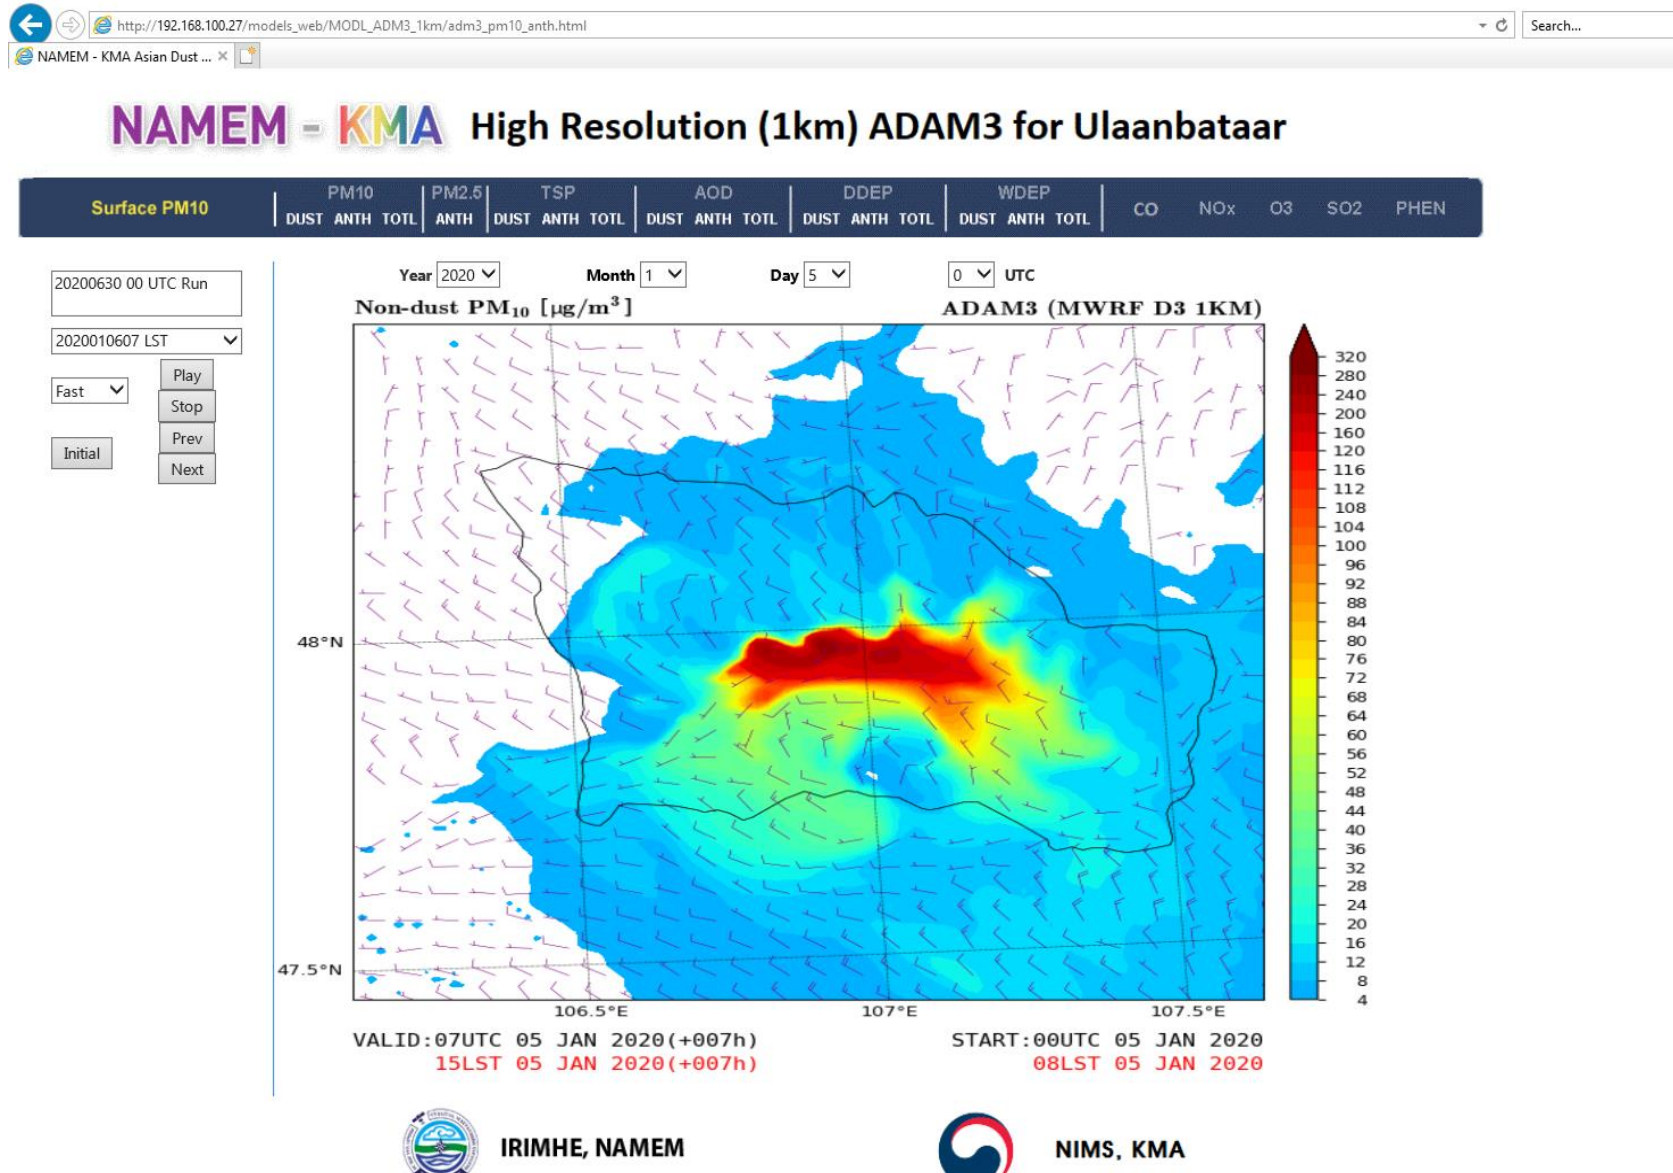 http://192.168.100.27/models_web/MODL_ADM3_1km/adm3_pm10_anth.html
Search...
NAMEM - KMA Asian Dust ...
NAMEM - KMA High Resolution (1km) ADAM3 for Ulaanbataar
Surface PM10
PM10 PM2.5 TSP AOD DDEP WDEP
DUST ANTH TOTL ANTH DUST ANTH TOTL DUST ANTH TOTL DUST ANTH TOTL DUST ANTH TOTL
CO NOx O3 SO2 PHEN
20200630 00 UTC Run
2020010607 LST
Fast
Play
Stop
Prev
Next
Initial
Year 2020 Month 1 Day 5 0 UTC
Non-dust PM₁₀ [μg/m³] ADAM3 (MWRF D3 1KM)
320
280
240
200
160
120
116
112
108
104
100
96
92
88
84
80
76
72
68
64
60
56
52
48
44
40
36
32
28
24
20
16
12
8
4
48°N
47.5°N
106.5°E 107°E 107.5°E
VALID:07UTC 05 JAN 2020(+007h) START:00UTC 05 JAN 2020
15LST 05 JAN 2020(+007h) 08LST 05 JAN 2020
IRIMHE, NAMEM NIMS, KMA